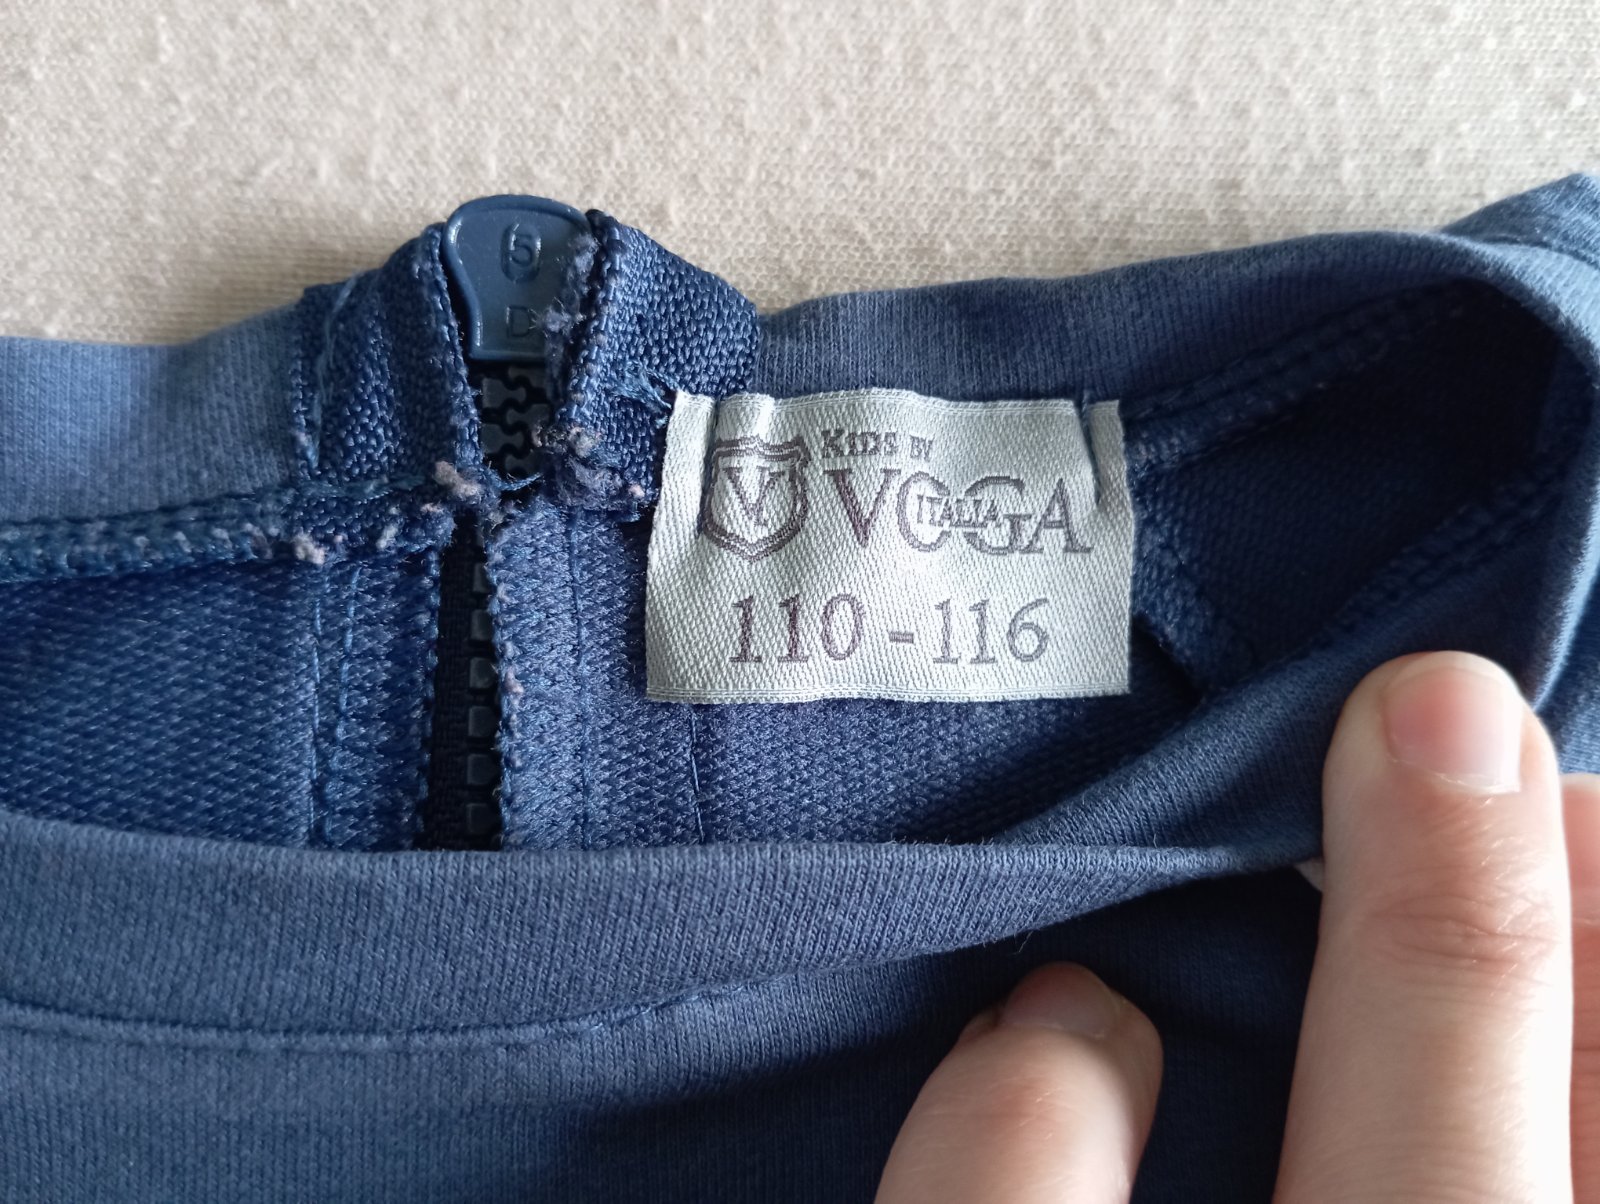 5
D
V
KIDS BY
VOGA
ITALIA
110 - 116